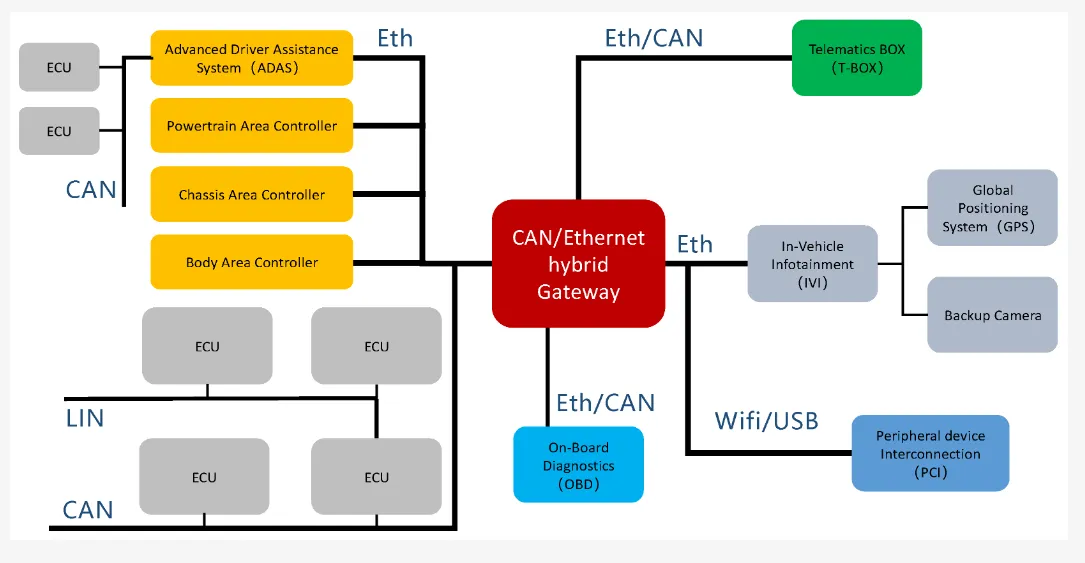 Eth
Eth/CAN
ECU
Advanced Driver Assistance
System（ADAS）
Telematics BOX
（T-BOX）
ECU
Powertrain Area Controller
CAN
Chassis Area Controller
Global
Positioning
System（GPS）
CAN/Ethernet
hybrid
Gateway
Eth
In-Vehicle
Infotainment
（IVI）
Body Area Controller
Backup Camera
ECU
ECU
LIN
Eth/CAN
Wifi/USB
On-Board
Diagnostics
（OBD）
Peripheral device
Interconnection
（PCI）
ECU
ECU
CAN